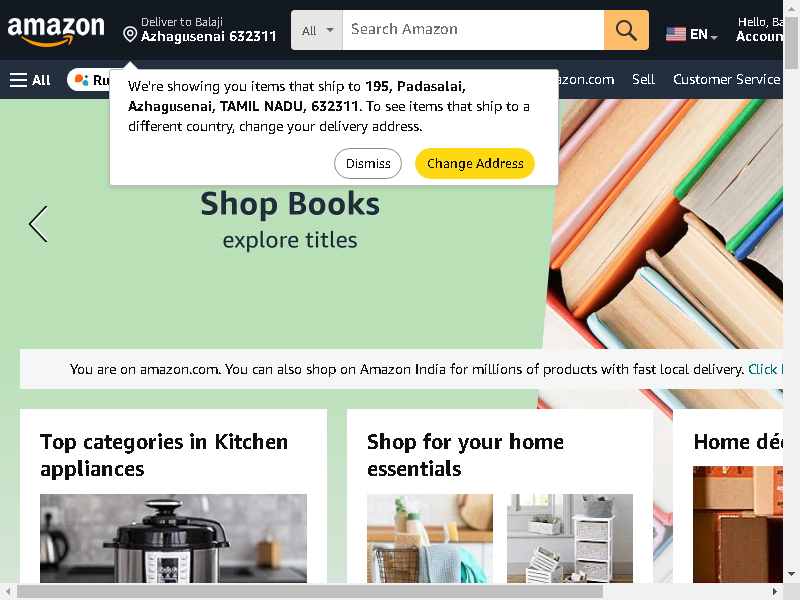 amazon
Deliver to Balaji
Azhagusenai 632311
All
Search Amazon
EN
Hello, Ba
Accoun
All
Ru
azon.com
Sell
Customer Service
We're showing you items that ship to 195, Padasalai,
Azhagusenai, TAMIL NADU, 632311. To see items that ship to a
different country, change your delivery address.
Dismiss
Change Address
Shop Books
explore titles
You are on amazon.com. You can also shop on Amazon India for millions of products with fast local delivery. Click
Top categories in Kitchen
appliances
Shop for your home
essentials
Home déc